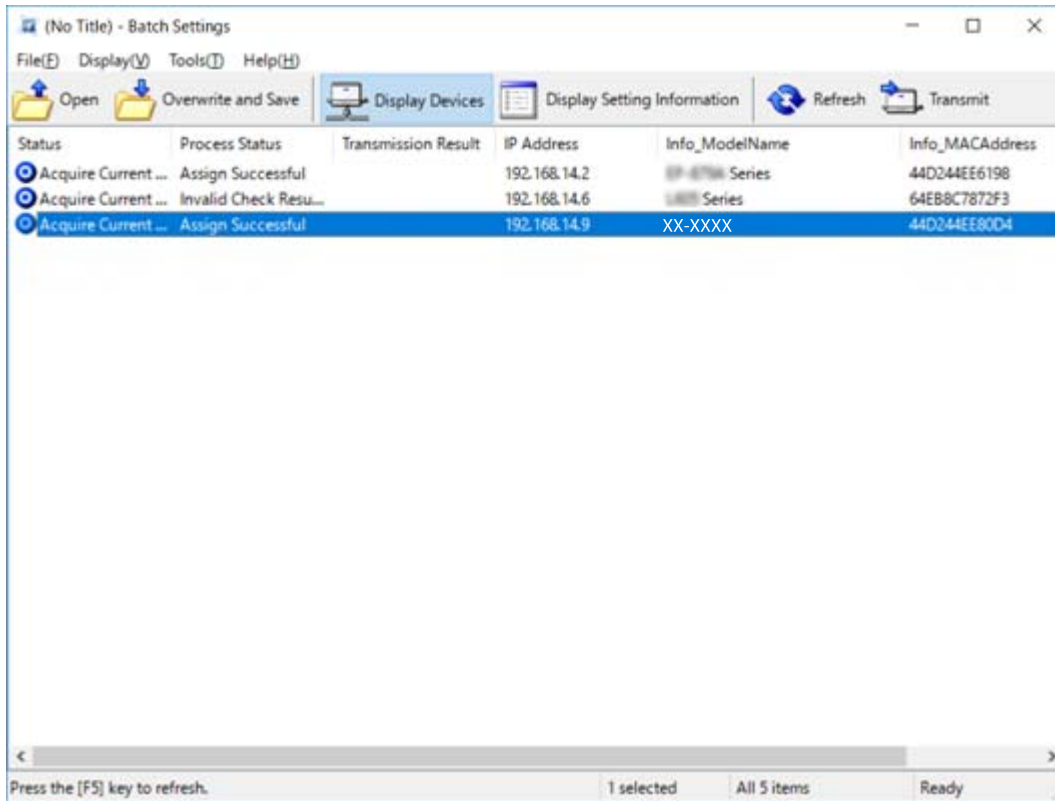 (No Title) - Batch Settings
File(F) Display(V) Tools(T) Help(H)
Open Overwrite and Save Display Devices Display Setting Information Refresh Transmit
Status Process Status Transmission Result IP Address Info_ModelName Info_MACAddress
Acquire Current ... Assign Successful 192.168.14.2 Series 44D244EE6198
Acquire Current ... Invalid Check Resu... 192.168.14.6 Series 64EB8C7872F3
Acquire Current ... Assign Successful 192.168.14.9 XX-XXXX 44D244EE80D4
Press the [F5] key to refresh. 1 selected All 5 items Ready